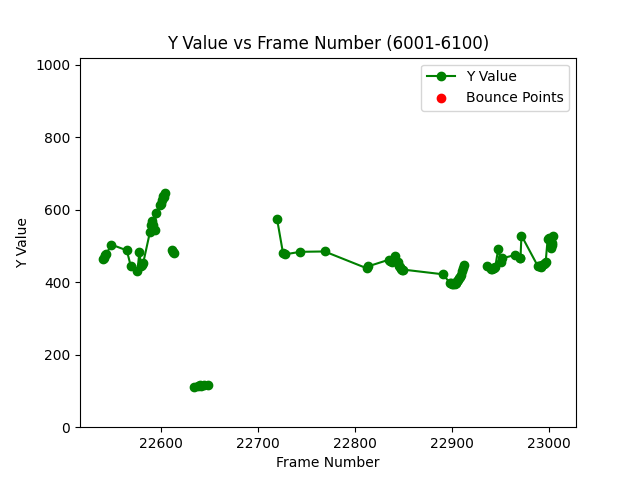 Y Value vs Frame Number (6001-6100)
Y Value
Bounce Points
1000
800
600
400
200
0
Y Value
22600
22700
22800
22900
23000
Frame Number